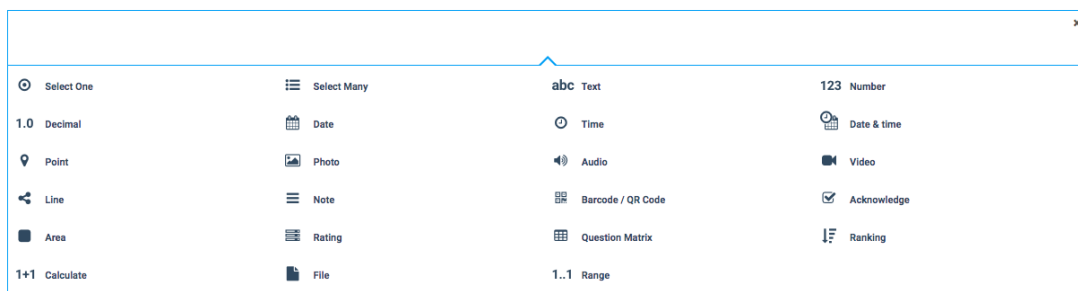 Select One Select Many abc Text 123 Number
1.0 Decimal Date Time Date & time
Point Photo Audio Video
Line Note Barcode / QR Code Acknowledge
Area Rating Question Matrix Ranking
1+1 Calculate File 1..1 Range